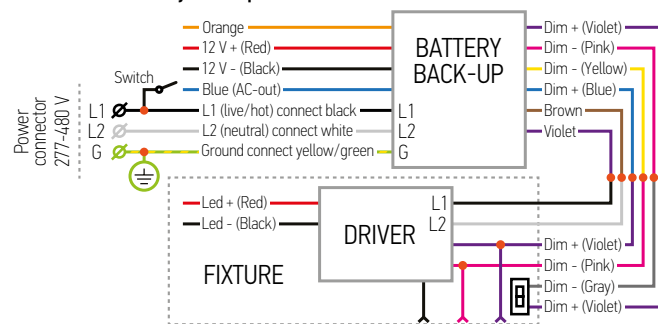 Orange
12 V + (Red)
12 V - (Black)
Blue (AC-out)
Switch
Power connector 277-480 V
L1
L2
G
L1 (live/hot) connect black
L2 (neutral) connect white
Ground connect yellow/green
BATTERY
BACK-UP
L1
L2
G
Dim + (Violet)
Dim - (Pink)
Dim - (Yellow)
Dim + (Blue)
Brown
Violet
Led + (Red)
Led - (Black)
DRIVER
L1
L2
FIXTURE
Dim + (Violet)
Dim - (Pink)
Dim - (Gray)
Dim + (Violet)